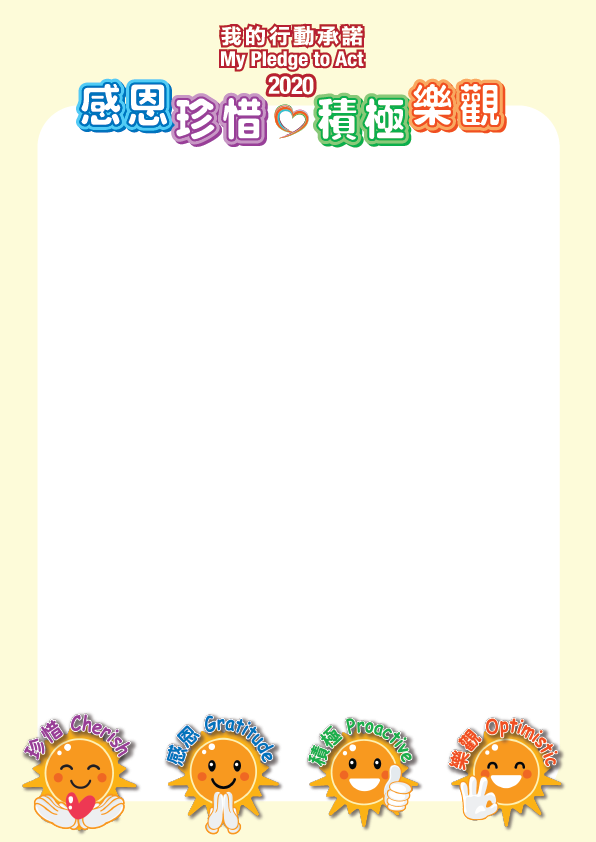 我的行動承諾
My Pledge to Act
2020
感恩珍惜 積極樂觀
珍惜 Cherish
感恩 Gratitude
積極 Proactive
樂觀 Optimistic